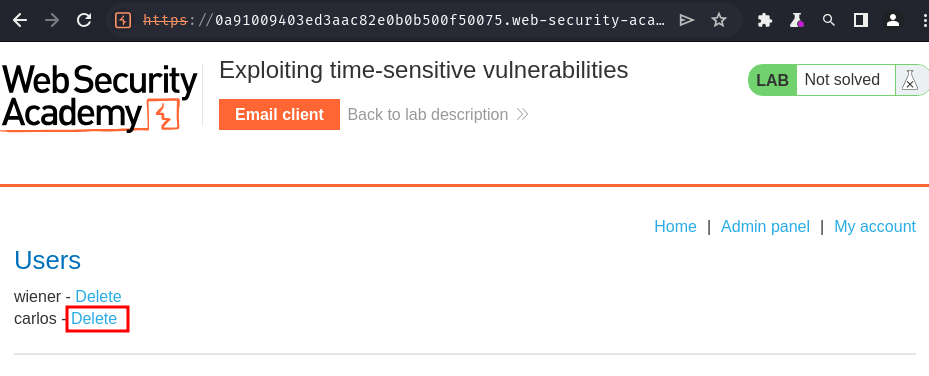 https://0a91009403ed3aac82e0b0b500f50075.web-security-aca…
Web Security
Academy
Exploiting time-sensitive vulnerabilities
LAB Not solved
Email client Back to lab description
Home | Admin panel | My account
Users
wiener - Delete
carlos - Delete